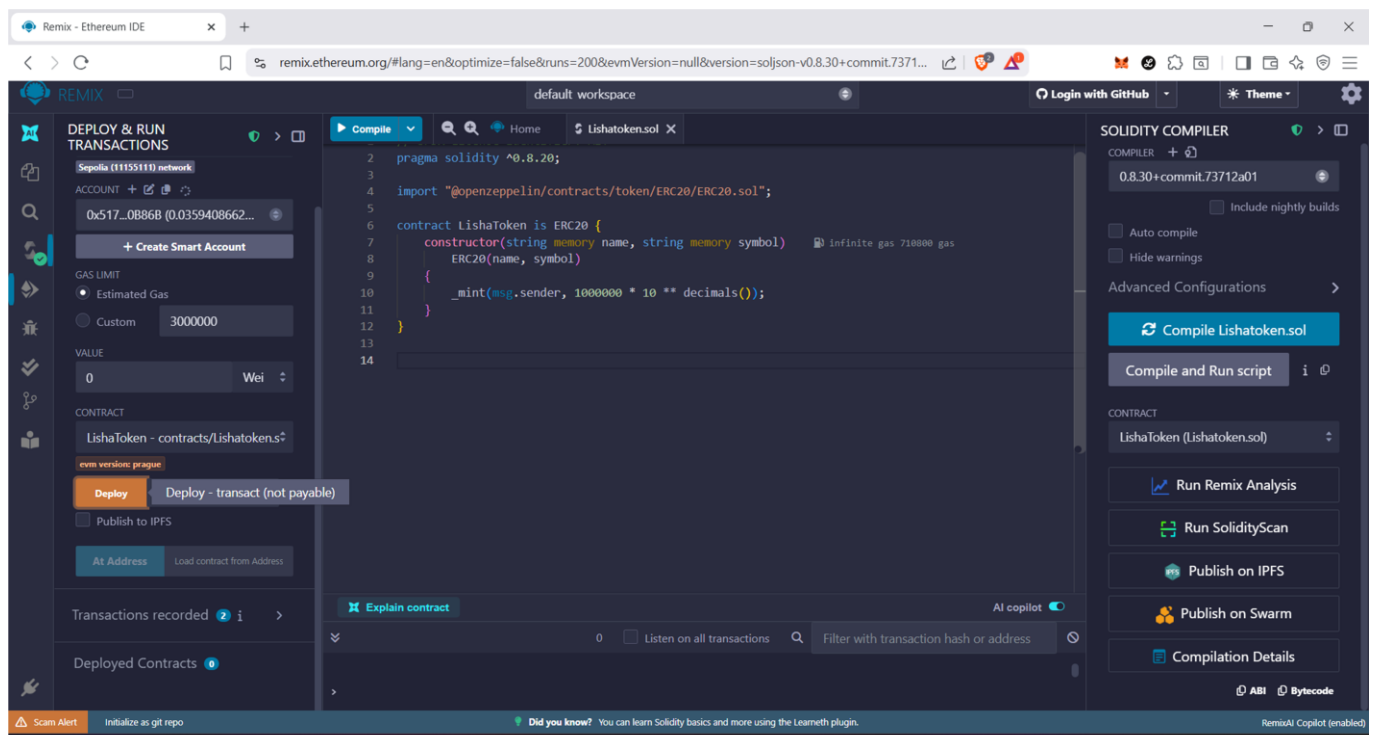 Remix - Ethereum IDE
remix.ethereum.org/#lang=en&optimize=false&runs=200&evmVersion=null&version=soljson-v0.8.30+commit.7371...
REMIX
default workspace
Login with GitHub
Theme
DEPLOY & RUN
TRANSACTIONS
Sepolia (11155111) network
ACCOUNT
0x517...0B86B (0.0359408662...
+ Create Smart Account
GAS LIMIT
Estimated Gas
Custom 3000000
VALUE
0 Wei
CONTRACT
LishaToken - contracts/Lishatoken.s
evm version: prague
Deploy
Deploy - transact (not payable)
Publish to IPFS
At Address Load contract from Address
Transactions recorded 2 i
Deployed Contracts 0
Compile
Home
Lishatoken.sol
2 pragma solidity ^0.8.20;
3
4 import "@openzeppelin/contracts/token/ERC20/ERC20.sol";
5
6 contract LishaToken is ERC20 {
7 constructor(string memory name, string memory symbol) infinite gas 710800 gas
8 ERC20(name, symbol)
9 {
10 _mint(msg.sender, 1000000 * 10 ** decimals());
11 }
12 }
13
14
Explain contract
AI copilot
0 Listen on all transactions Filter with transaction hash or address
>
SOLIDITY COMPILER
COMPILER +
0.8.30+commit.73712a01
Include nightly builds
Auto compile
Hide warnings
Advanced Configurations
Compile Lishatoken.sol
Compile and Run script i
CONTRACT
LishaToken (Lishatoken.sol)
Run Remix Analysis
Run SolidityScan
Publish on IPFS
Publish on Swarm
Compilation Details
ABI Bytecode
Scam Alert Initialize as git repo
Did you know? You can learn Solidity basics and more using the Learneth plugin.
RemixAI Copilot (enabled)